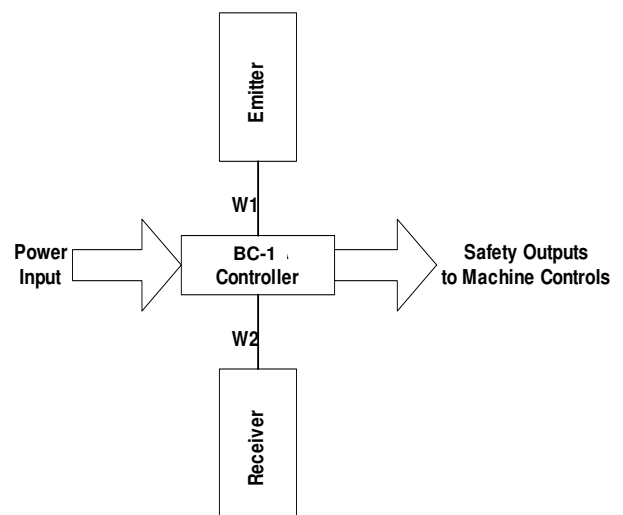 Emitter
W1
Power
Input
BC-1
Controller
Safety Outputs
to Machine Controls
W2
Receiver